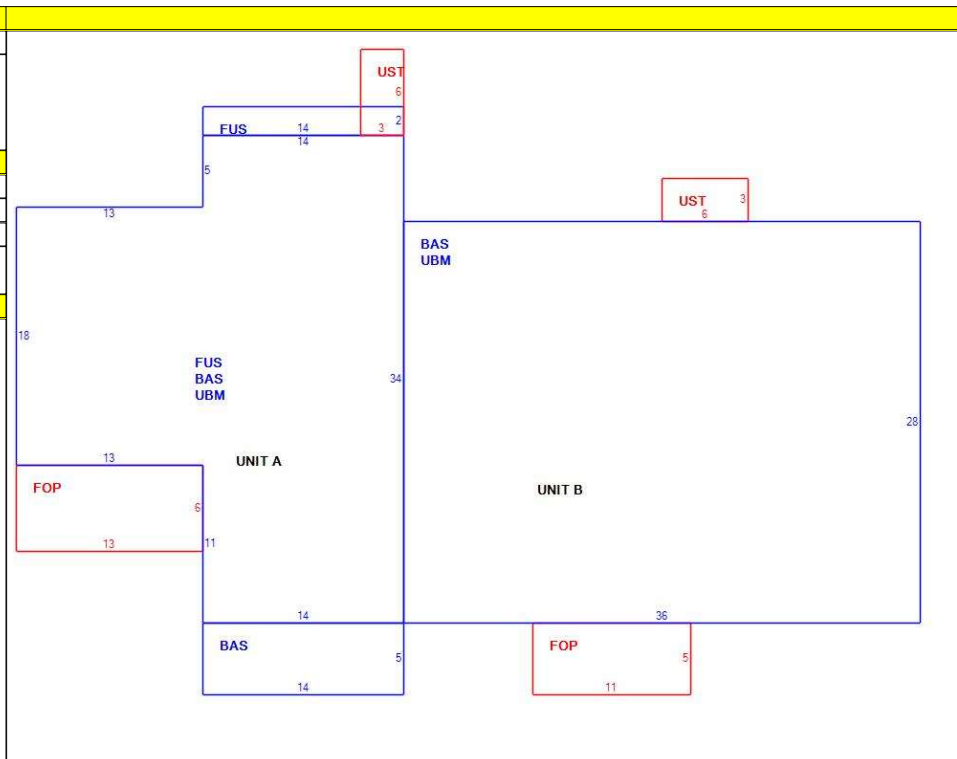 UST
6
2
FUS 14 3
14
5
UST 3
6
13
BAS
UBM
18
FUS
BAS
UBM
34
28
13
UNIT A
FOP
UNIT B
6
13
11
14
36
BAS
FOP
5
5
14
11